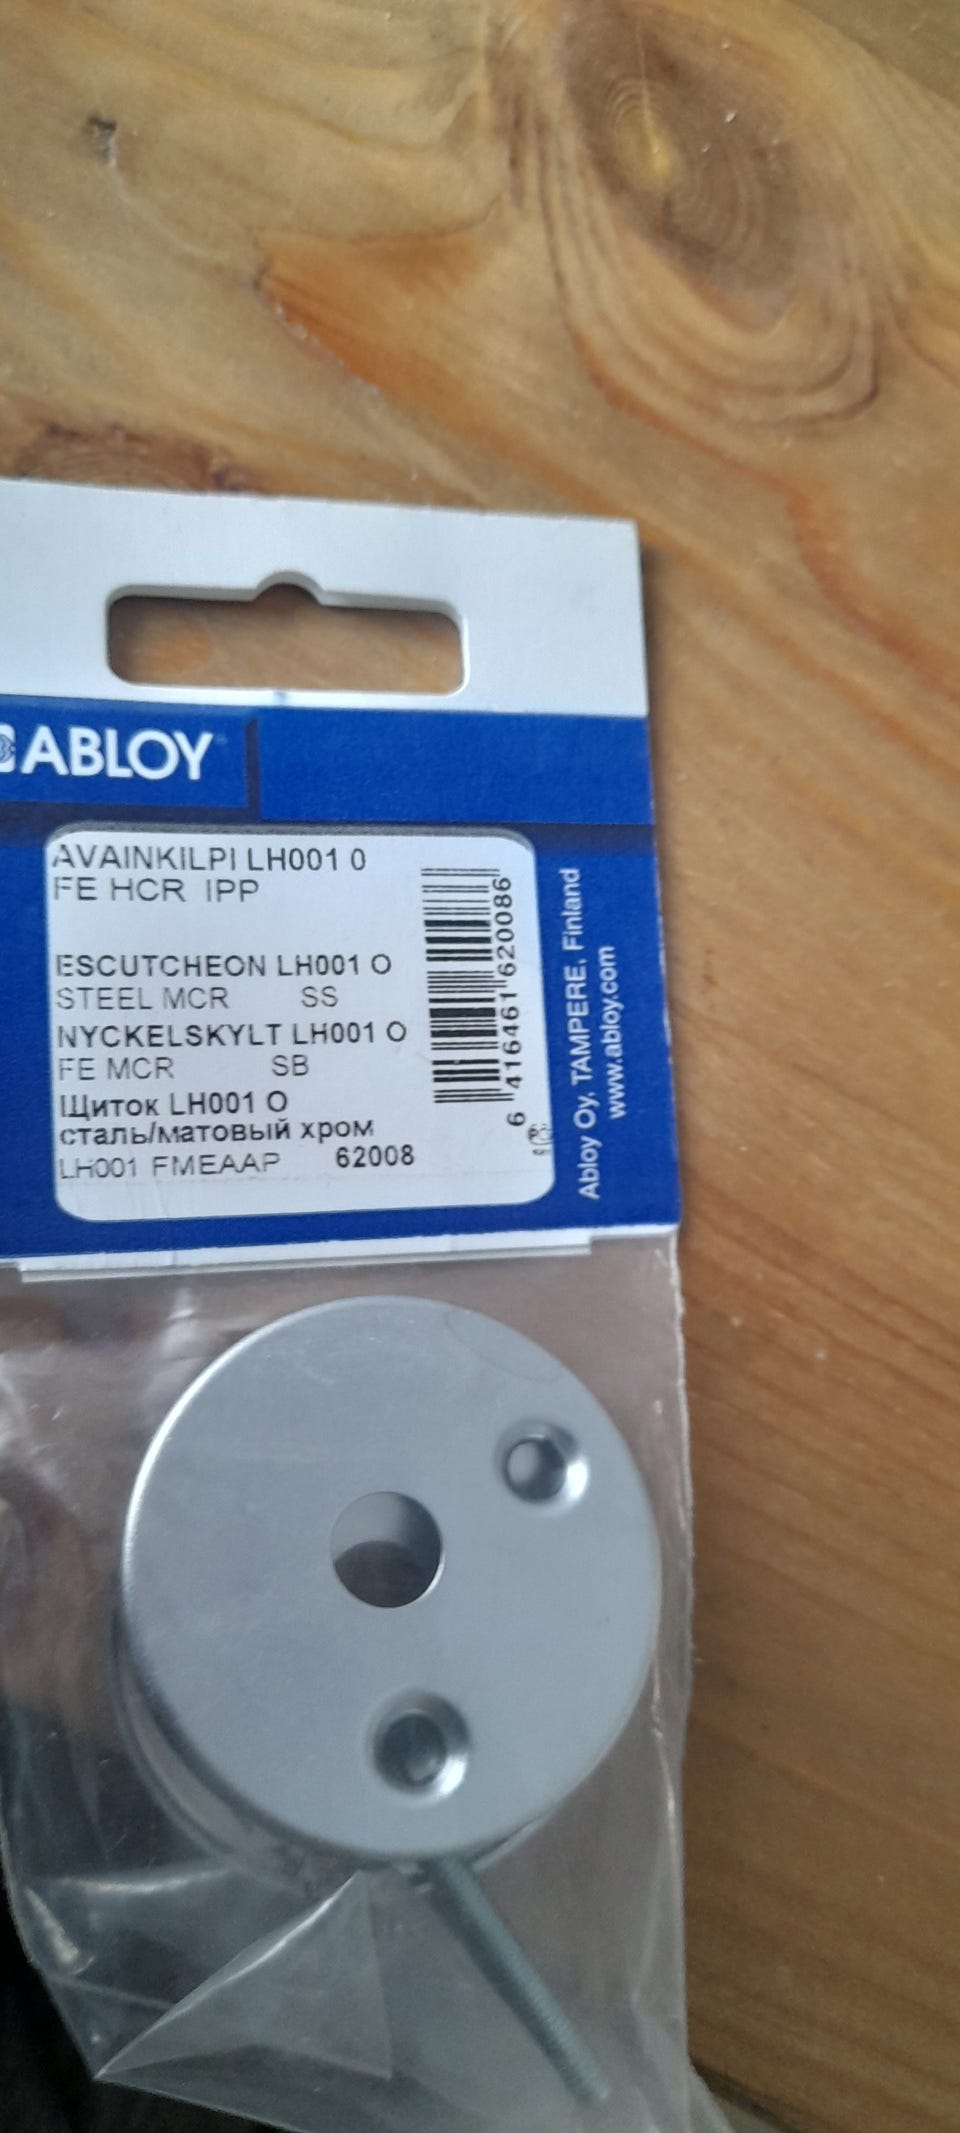 ABLOY
AVAINKILPI LH001 0
FE HCR IPP
ESCUTCHEON LH001 O
STEEL MCR SS
NYCKELSKYLT LH001 O
FE MCR SB
Щиток LH001 O
сталь/матовый хром
LH001 FMEAAP 62008
6 416461 620086
Abloy Oy, TAMPERE, Finland
www.abloy.com